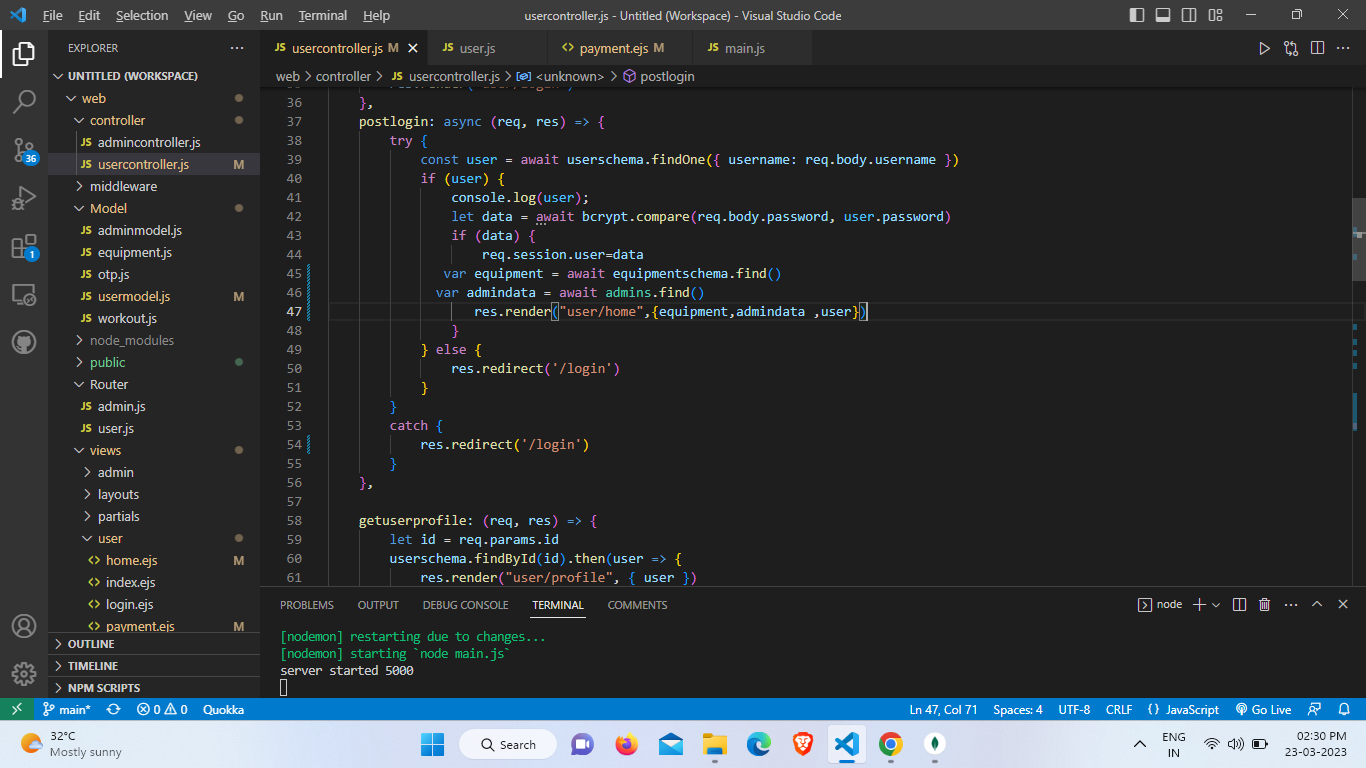 File Edit Selection View Go Run Terminal Help usercontroller.js - Untitled (Workspace) - Visual Studio Code
EXPLORER
UNTITLED (WORKSPACE)
web
controller
JS admincontroller.js
JS usercontroller.js M
middleware
Model
JS adminmodel.js
JS equipment.js
JS otp.js
JS usermodel.js M
JS workout.js
node_modules
public
Router
JS admin.js
JS user.js
views
admin
layouts
partials
user
home.ejs M
index.ejs
login.ejs
payment.ejs M
OUTLINE
TIMELINE
NPM SCRIPTS
36
1
JS usercontroller.js M JS user.js payment.ejs M JS main.js
web > controller > JS usercontroller.js > <unknown> > postlogin
36 },
37 postlogin: async (req, res) => {
38 try {
39 const user = await userschema.findOne({ username: req.body.username })
40 if (user) {
41 console.log(user);
42 let data = await bcrypt.compare(req.body.password, user.password)
43 if (data) {
44 req.session.user=data
45 var equipment = await equipmentschema.find()
46 var admindata = await admins.find()
47 res.render("user/home",{equipment,admindata ,user})
48 }
49 } else {
50 res.redirect('/login')
51 }
52 }
53 catch {
54 res.redirect('/login')
55 }
56 },
57
58 getuserprofile: (req, res) => {
59 let id = req.params.id
60 userschema.findById(id).then(user => {
61 res.render("user/profile", { user })
PROBLEMS OUTPUT DEBUG CONSOLE TERMINAL COMMENTS node
[nodemon] restarting due to changes...
[nodemon] starting `node main.js`
server started 5000
main* 0 0 Quokka Ln 47, Col 71 Spaces: 4 UTF-8 CRLF {} JavaScript Go Live
32°C
Mostly sunny
Search
ENG
IN
02:30 PM
23-03-2023